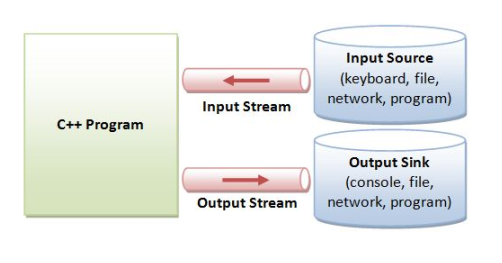 C++ Program
Input Stream
Output Stream
Input Source
(keyboard, file,
network, program)
Output Sink
(console, file,
network, program)